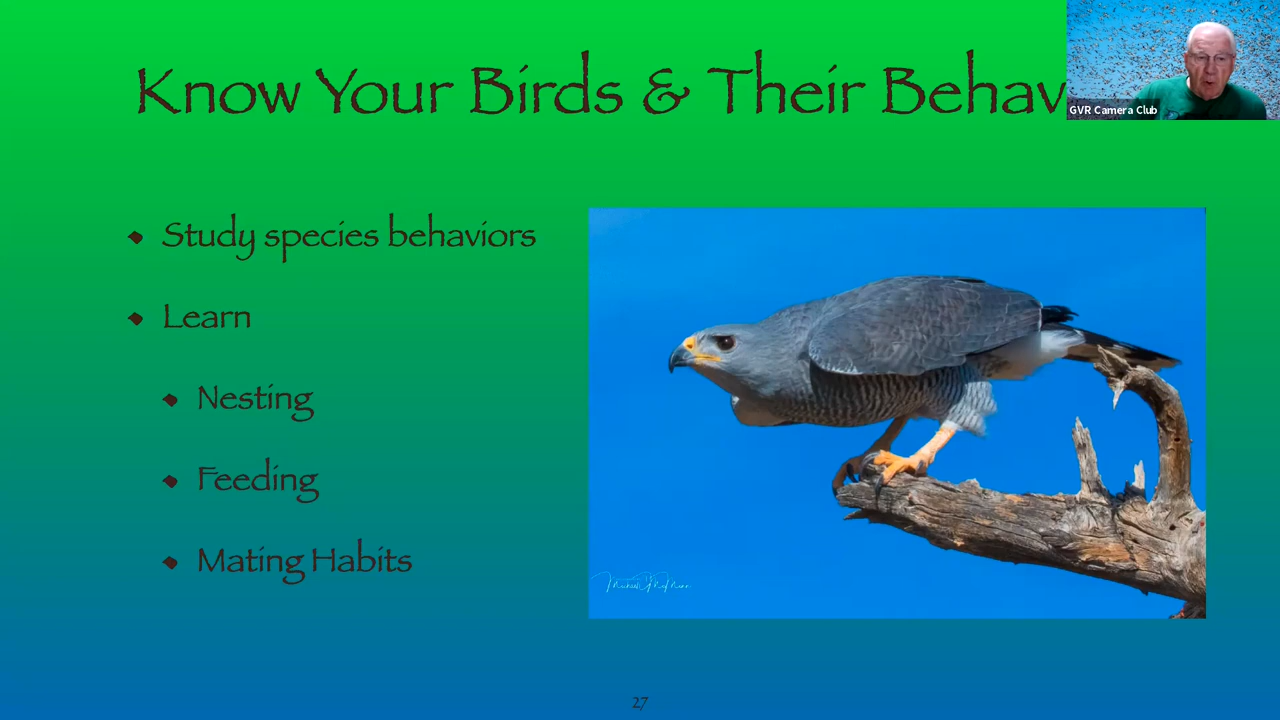 Know Your Birds & Their Behav
GVR Camera Club
Study species behaviors
Learn
Nesting
Feeding
Mating Habits
27